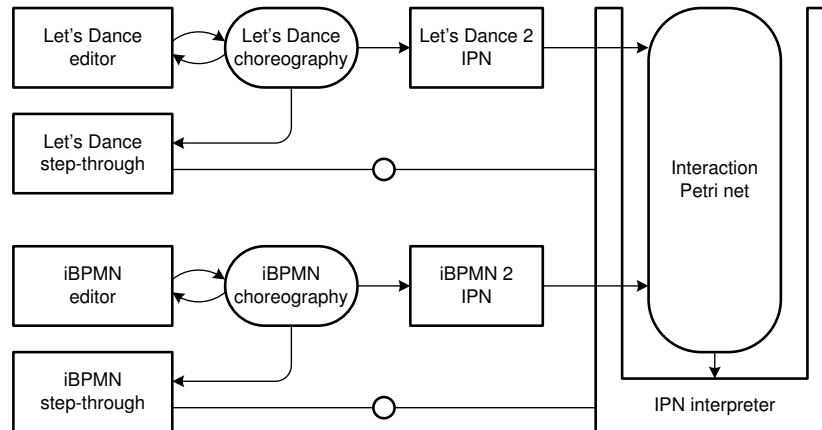 Let's Dance
editor
Let's Dance
choreography
Let's Dance 2
IPN
Let's Dance
step-through
Interaction
Petri net
iBPMN
editor
iBPMN
choreography
iBPMN 2
IPN
iBPMN
step-through
IPN interpreter